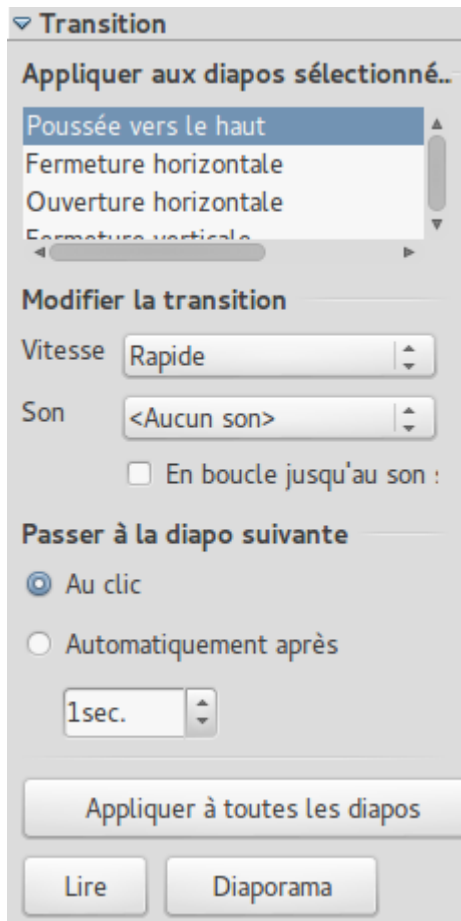 Transition
Appliquer aux diapos sélectionné..
Poussée vers le haut
Fermeture horizontale
Ouverture horizontale
Fermeture verticale
Modifier la transition
Vitesse Rapide
Son <Aucun son>
En boucle jusqu'au son
Passer à la diapo suivante
Au clic
Automatiquement après
1sec.
Appliquer à toutes les diapos
Lire Diaporama